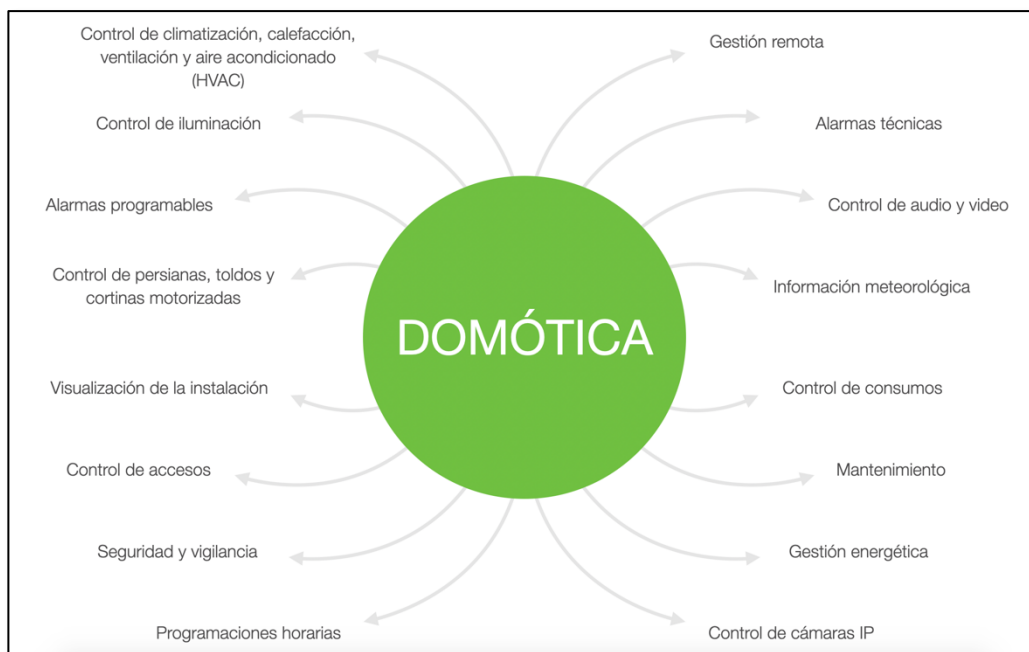 Control de climatización, calefacción,
ventilación y aire acondicionado
(HVAC)
Control de iluminación
Alarmas programables
Control de persianas, toldos y
cortinas motorizadas
Visualización de la instalación
Control de accesos
Seguridad y vigilancia
Programaciones horarias
DOMÓTICA
Gestión remota
Alarmas técnicas
Control de audio y video
Información meteorológica
Control de consumos
Mantenimiento
Gestión energética
Control de cámaras IP